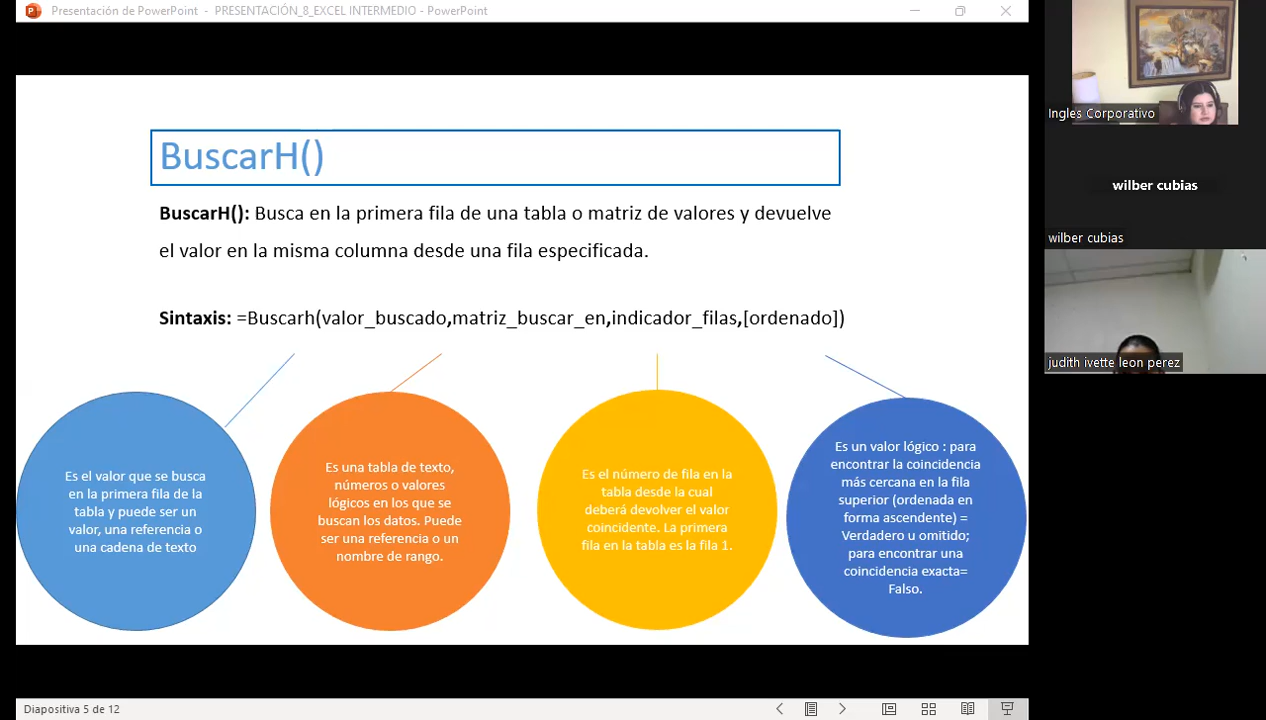 Presentación de PowerPoint - PRESENTACIÓN_8_EXCEL INTERMEDIO - PowerPoint
BuscarH()
BuscarH(): Busca en la primera fila de una tabla o matriz de valores y devuelve
el valor en la misma columna desde una fila especificada.
Sintaxis: =Buscarh(valor_buscado,matriz_buscar_en,indicador_filas,[ordenado])
Es el valor que se busca
en la primera fila de la
tabla y puede ser un
valor, una referencia o
una cadena de texto
Es una tabla de texto,
números o valores
lógicos en los que se
buscan los datos. Puede
ser una referencia o un
nombre de rango.
Es el número de fila en la
tabla desde la cual
deberá devolver el valor
coincidente. La primera
fila en la tabla es la fila 1.
Es un valor lógico : para
encontrar la coincidencia
más cercana en la fila
superior (ordenada en
forma ascendente) =
Verdadero u omitido;
para encontrar una
coincidencia exacta=
Falso.
Diapositiva 5 de 12
Ingles Corporativo
wilber cubias
wilber cubias
judith ivette leon perez